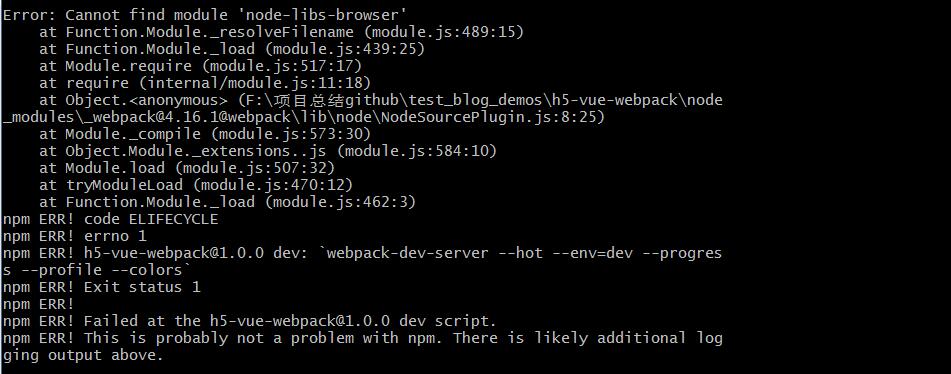 Error: Cannot find module 'node-libs-browser'
    at Function.Module._resolveFilename (module.js:489:15)
    at Function.Module._load (module.js:439:25)
    at Module.require (module.js:517:17)
    at require (internal/module.js:11:18)
    at Object.<anonymous> (F:\项目总结github\test_blog_demos\h5-vue-webpack\node
_modules\_webpack@4.16.1@webpack\lib\node\NodeSourcePlugin.js:8:25)
    at Module._compile (module.js:573:30)
    at Object.Module._extensions..js (module.js:584:10)
    at Module.load (module.js:507:32)
    at tryModuleLoad (module.js:470:12)
    at Function.Module._load (module.js:462:3)
npm ERR! code ELIFECYCLE
npm ERR! errno 1
npm ERR! h5-vue-webpack@1.0.0 dev: `webpack-dev-server --hot --env=dev --progres
s --profile --colors`
npm ERR! Exit status 1
npm ERR!
npm ERR! Failed at the h5-vue-webpack@1.0.0 dev script.
npm ERR! This is probably not a problem with npm. There is likely additional log
ging output above.